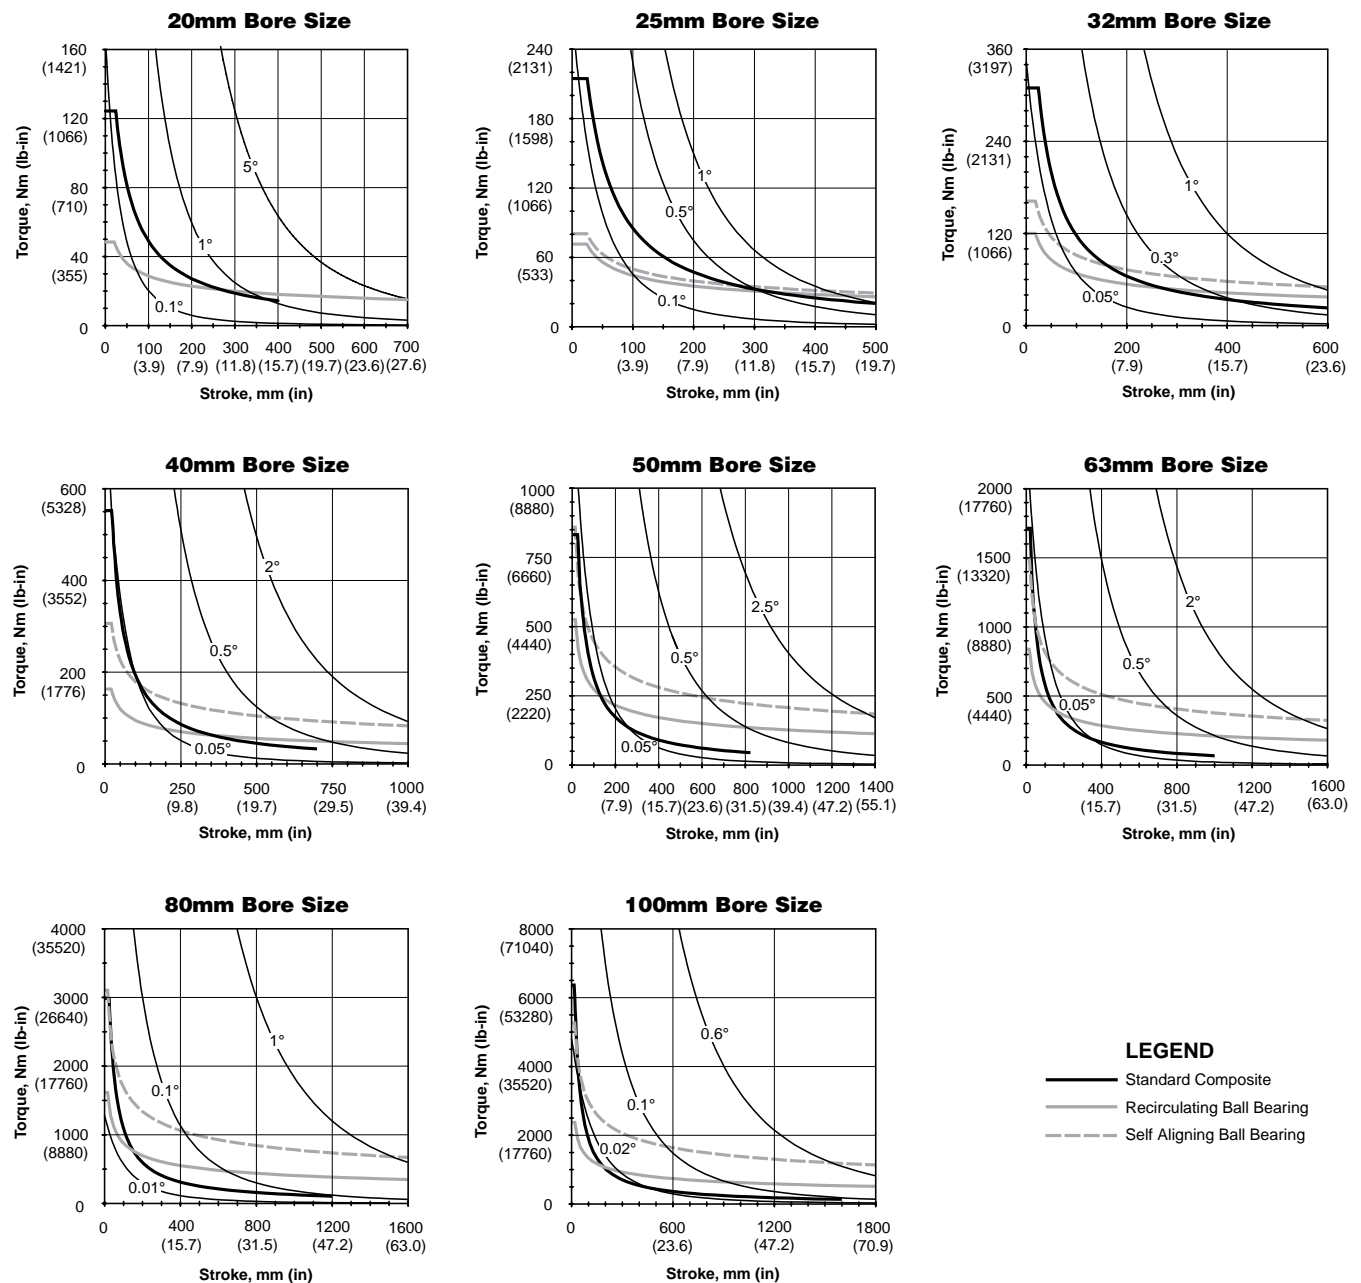 20mm Bore Size
Torque, Nm (lb-in)
160
(1421)
120
(1066)
80
(710)
40
(355)
0
5°
1°
0.1°
0 100 200 300 400 500 600 700
(3.9) (7.9) (11.8) (15.7) (19.7) (23.6) (27.6)
Stroke, mm (in)
25mm Bore Size
Torque, Nm (lb-in)
240
(2131)
180
(1598)
120
(1066)
60
(533)
0
1°
0.5°
0.1°
0 100 200 300 400 500
(3.9) (7.9) (11.8) (15.7) (19.7)
Stroke, mm (in)
32mm Bore Size
Torque, Nm (lb-in)
360
(3197)
240
(2131)
120
(1066)
0
1°
0.3°
0.05°
0 200 400 600
(7.9) (15.7) (23.6)
Stroke, mm (in)
40mm Bore Size
Torque, Nm (lb-in)
600
(5328)
400
(3552)
200
(1776)
0
2°
0.5°
0.05°
0 250 500 750 1000
(9.8) (19.7) (29.5) (39.4)
Stroke, mm (in)
50mm Bore Size
Torque, Nm (lb-in)
1000
(8880)
750
(6660)
500
(4440)
250
(2220)
0
2.5°
0.5°
0.05°
0 200 400 600 800 1000 1200 1400
(7.9) (15.7) (23.6) (31.5) (39.4) (47.2) (55.1)
Stroke, mm (in)
63mm Bore Size
Torque, Nm (lb-in)
2000
(17760)
1500
(13320)
1000
(8880)
500
(4440)
0
2°
0.5°
0.05°
0 400 800 1200 1600
(15.7) (31.5) (47.2) (63.0)
Stroke, mm (in)
80mm Bore Size
Torque, Nm (lb-in)
4000
(35520)
3000
(26640)
2000
(17760)
1000
(8880)
0
1°
0.1°
0.01°
0 400 800 1200 1600
(15.7) (31.5) (47.2) (63.0)
Stroke, mm (in)
100mm Bore Size
Torque, Nm (lb-in)
8000
(71040)
6000
(53280)
4000
(35520)
2000
(17760)
0
0.6°
0.1°
0.02°
0 600 1200 1800
(23.6) (47.2) (70.9)
Stroke, mm (in)
LEGEND
Standard Composite
Recirculating Ball Bearing
Self Aligning Ball Bearing